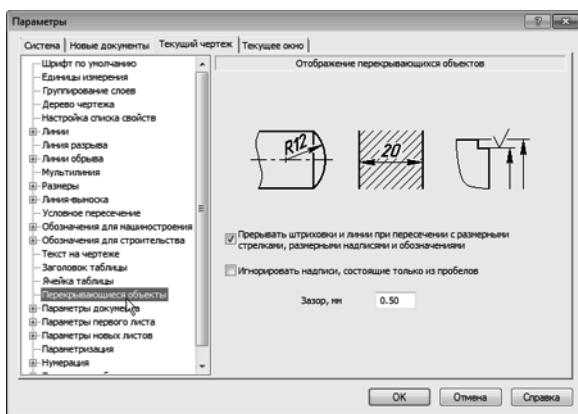 Параметры
Система Новые документы Текущий чертеж Текущее окно
Шрифт по умолчанию
Единицы измерения
Группирование слоев
Дерево чертежа
Настройка списка свойств
Линии
Линия разрыва
Линии обрыва
Мультилиния
Размеры
Линия-выноска
Условное пересечение
Обозначения для машиностроения
Обозначения для строительства
Текст на чертеже
Заголовок таблицы
Ячейка таблицы
Перекрывающиеся объекты
Параметры документа
Параметры первого листа
Параметры новых листов
Параметризация
Нумерация
Отображение перекрывающихся объектов
R12
20
Прерывать штриховки и линии при пересечении с размерными
стрелками, размерными надписями и обозначениями
Игнорировать надписи, состоящие только из пробелов
Зазор, мм 0.50
OK Отмена Справка